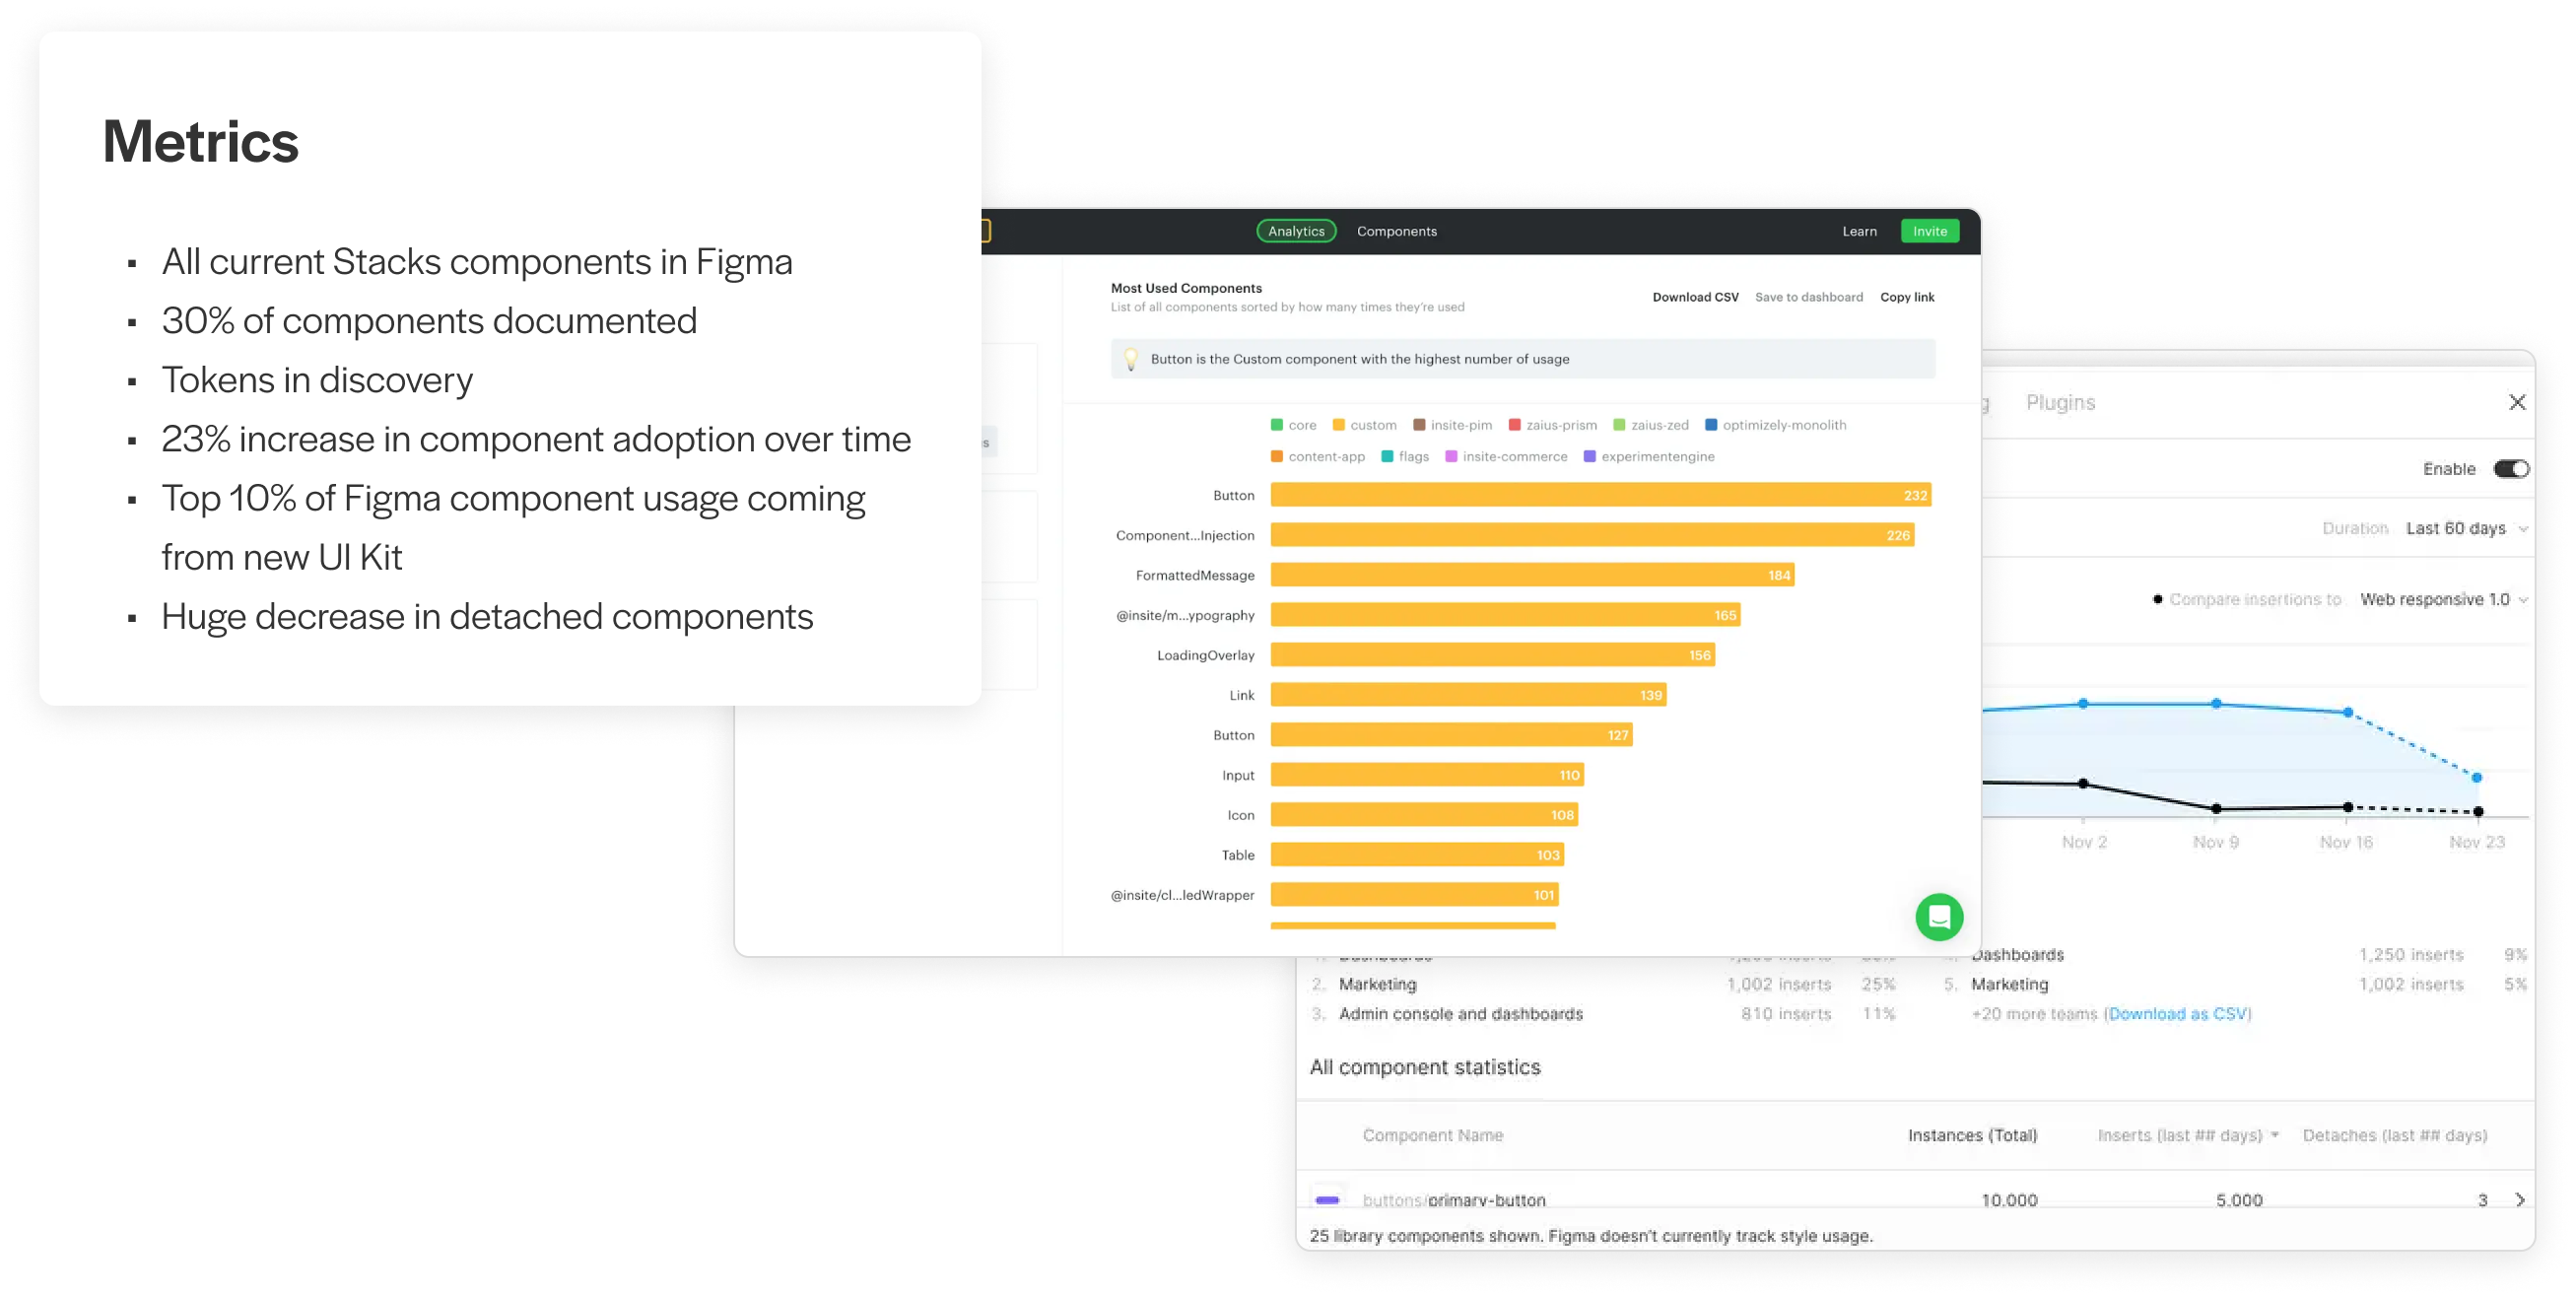 Metrics
▪ All current Stacks components in Figma
▪ 30% of components documented
▪ Tokens in discovery
▪ 23% increase in component adoption over time
▪ Top 10% of Figma component usage coming
from new UI Kit
▪ Huge decrease in detached components
Analytics Components Learn Invite
Most Used Components
List of all components sorted by how many times they're used
Download CSV Save to dashboard Copy link
Button is the Custom component with the highest number of usage
core custom insite-pim zaius-prism zaius-zed optimizely-monolith
content-app flags insite-commerce experimentengine
Button 232
Component...Injection 226
FormattedMessage 184
@insite/m...ypography 165
LoadingOverlay 156
Link 139
Button 127
Input 110
Icon 108
Table 103
@insite/cl...ledWrapper 101
Plugins
Enable
Duration Last 60 days
Compare insertions to Web responsive 1.0
Nov 2 Nov 9 Nov 16 Nov 23
Dashboards 1,250 inserts 9%
2. Marketing 1,002 inserts 25% 5. Marketing 1,002 inserts 5%
3. Admin console and dashboards 810 inserts 11% +20 more teams (Download as CSV)
All component statistics
Component Name Instances (Total) Inserts (last ## days) Detaches (last ## days)
buttons/primary-button 10,000 5,000 3
25 library components shown. Figma doesn't currently track style usage.